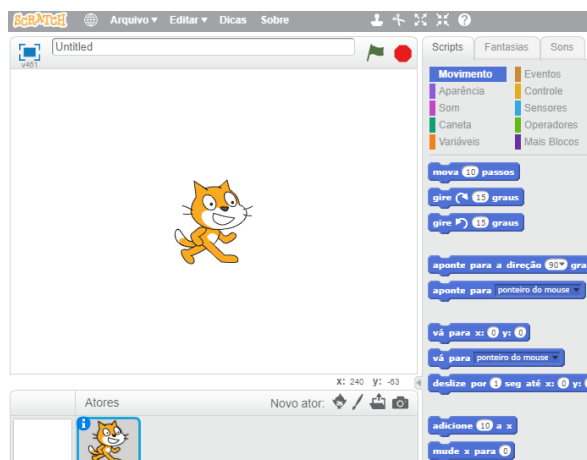 SCRATCH Arquivo▼ Editar▼ Dicas Sobre
Untitled
v461
Scripts Fantasias Sons
Movimento Eventos
Aparência Controle
Som Sensores
Caneta Operadores
Variáveis Mais Blocos
mova 10 passos
gire 15 graus
gire 15 graus
aponte para a direção 90▼ gra
aponte para ponteiro do mouse
vá para x: 0 y: 0
vá para ponteiro do mouse
deslize por 1 seg até x: 0 y:
adicione 10 a x
mude x para 0
X: 240 Y: -63
Atores Novo ator: